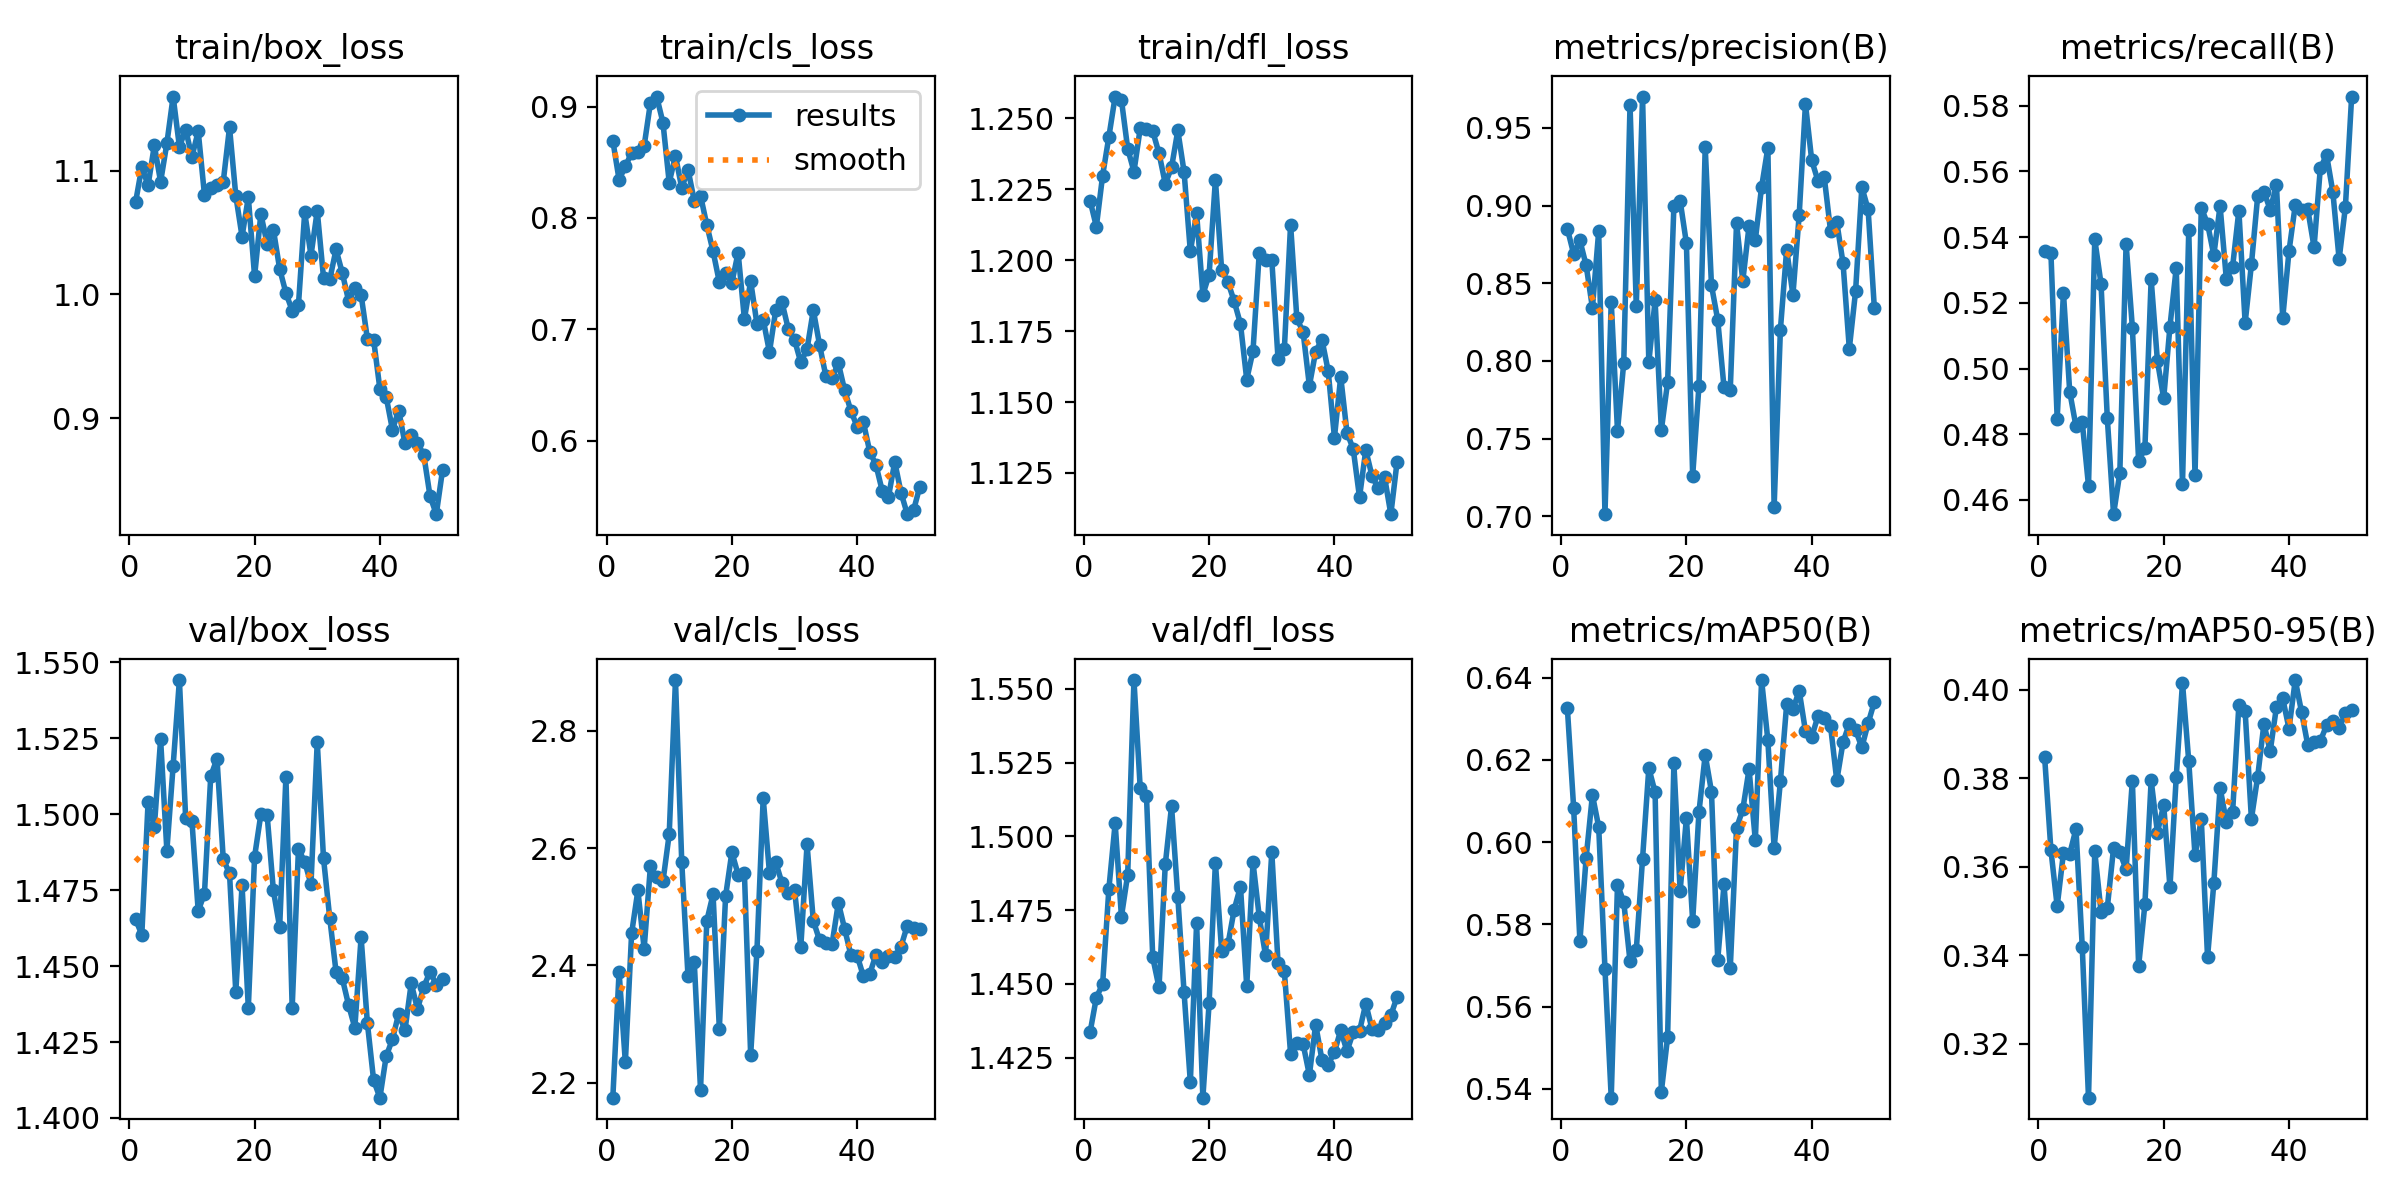 train/box_loss
train/cls_loss
train/dfl_loss
metrics/precision(B)
metrics/recall(B)
1.1
1.0
0.9
0 20 40
0.9
0.8
0.7
0.6
0 20 40
results
smooth
1.250
1.225
1.200
1.175
1.150
1.125
0 20 40
0.95
0.90
0.85
0.80
0.75
0.70
0 20 40
0.58
0.56
0.54
0.52
0.50
0.48
0.46
0 20 40
val/box_loss
val/cls_loss
val/dfl_loss
metrics/mAP50(B)
metrics/mAP50-95(B)
1.550
1.525
1.500
1.475
1.450
1.425
1.400
0 20 40
2.8
2.6
2.4
2.2
0 20 40
1.550
1.525
1.500
1.475
1.450
1.425
0 20 40
0.64
0.62
0.60
0.58
0.56
0.54
0 20 40
0.40
0.38
0.36
0.34
0.32
0 20 40